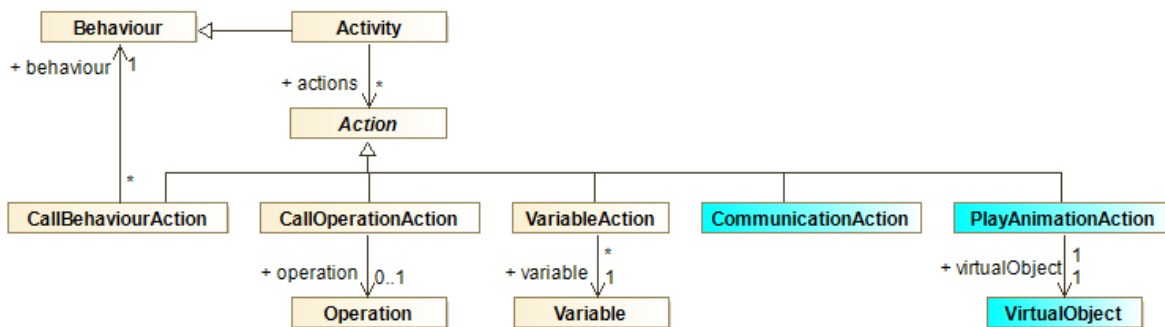 Behaviour Activity
+ behaviour 1
+ actions *
Action
*
CallBehaviourAction CallOperationAction VariableAction CommunicationAction PlayAnimationAction
* 1
+ operation 0..1 + variable 1 + virtualObject 1
Operation Variable VirtualObject